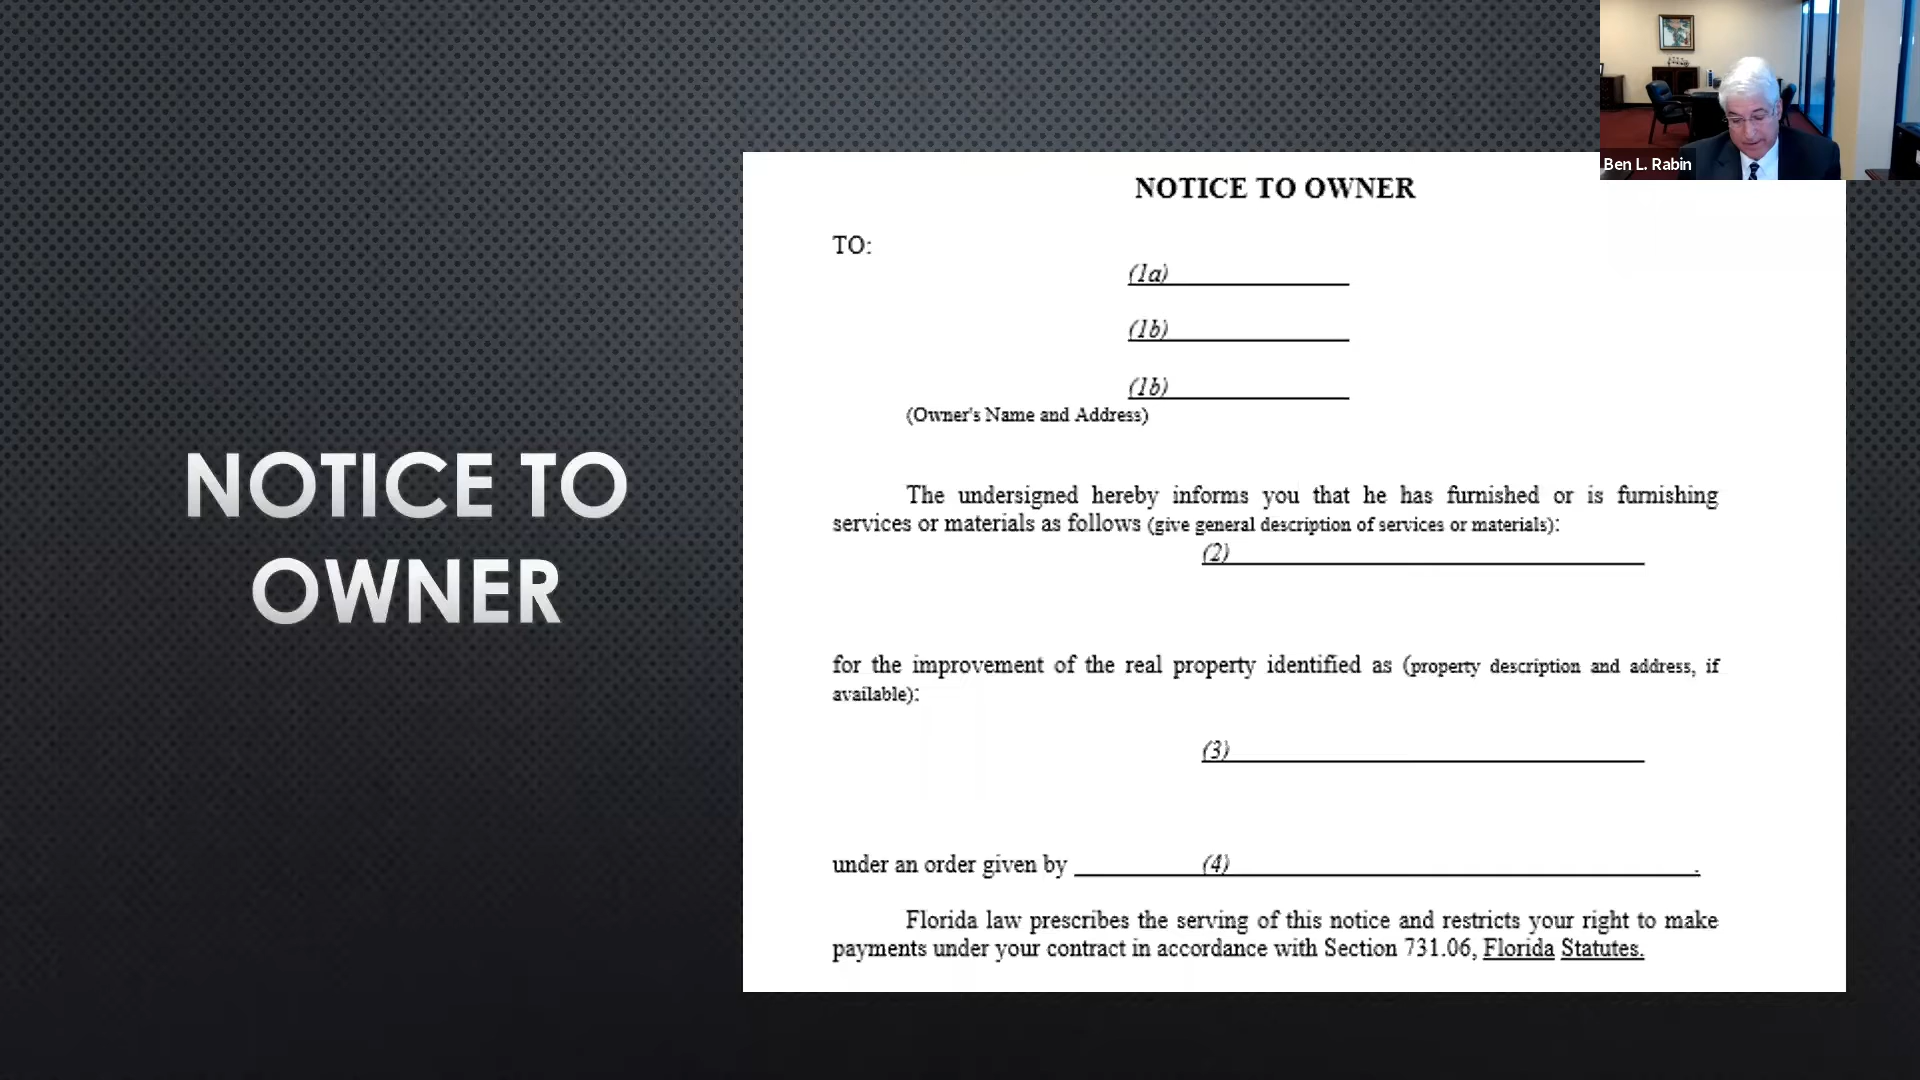 NOTICE TO
OWNER
NOTICE TO OWNER
TO:
(1a)
(1b)
(1b)
(Owner's Name and Address)
The undersigned hereby informs you that he has furnished or is furnishing
services or materials as follows (give general description of services or materials):
(2)
for the improvement of the real property identified as (property description and address, if
available):
(3)
under an order given by (4) .
Florida law prescribes the serving of this notice and restricts your right to make
payments under your contract in accordance with Section 731.06, Florida Statutes.
Ben L. Rabin